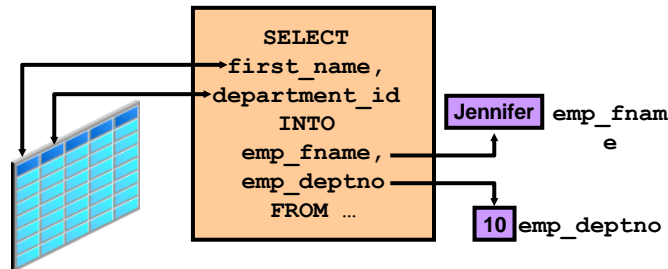 SELECT
first_name,
department_id
INTO
emp_fname,
emp_deptno
FROM …
Jennifer
emp_fnam
e
10
emp_deptno